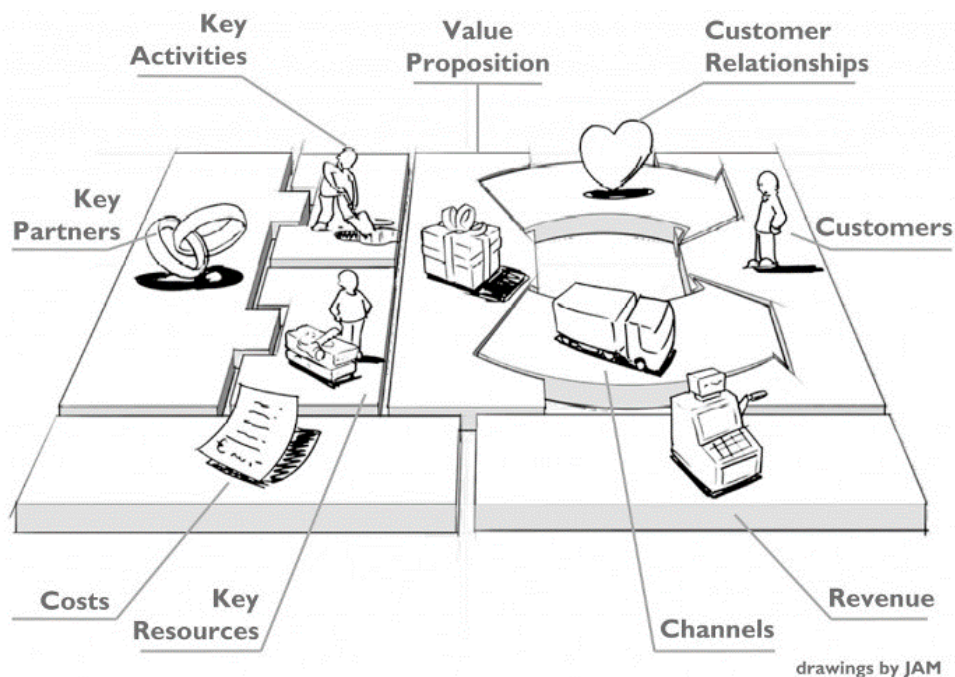 Key
Activities
Value
Proposition
Customer
Relationships
Key
Partners
Customers
Costs
Key
Resources
Channels
Revenue
drawings by JAM